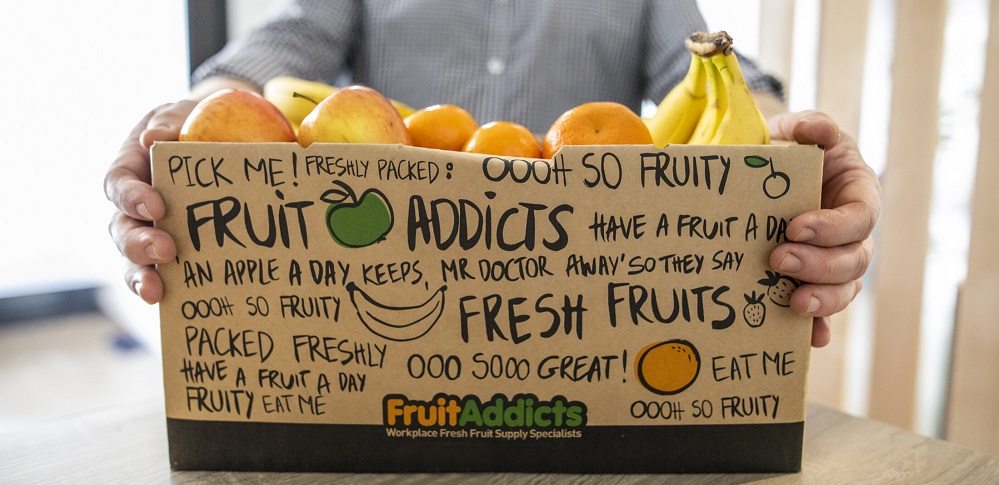 PICK ME! FRESHLY PACKED: OOOH SO FRUITY
FRUIT ADDICTS HAVE A FRUIT A DA
AN APPLE A DAY KEEPS, MR DOCTOR AWAY' SO THEY SAY
OOOH SO FRUITY FRESH FRUITS
PACKED FRESHLY OOO SOOO GREAT! EAT ME
HAVE A FRUIT A DAY
FRUITY EAT ME OOOH SO FRUITY
FruitAddicts
Workplace Fresh Fruit Supply Specialists